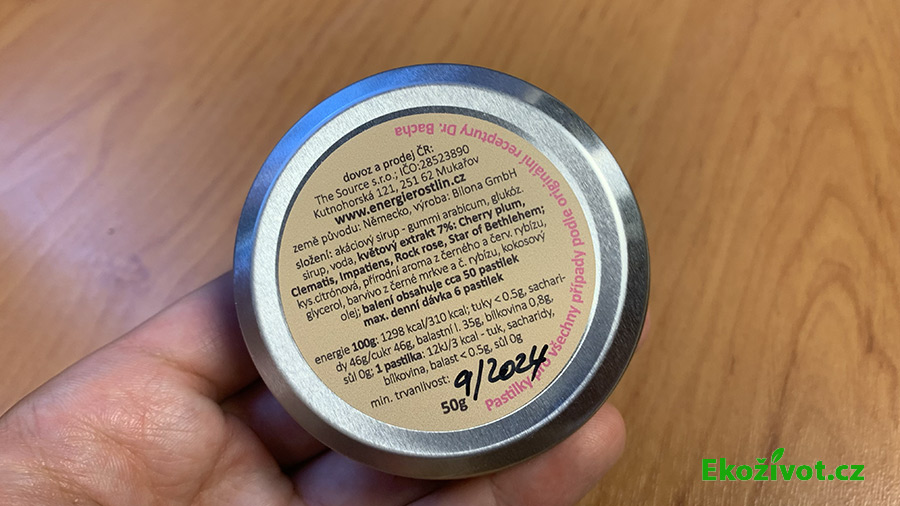 dovoz a prodej ČR:
The Source s.r.o.; IČO:28523890
Kutnohorská 121, 251 62 Mukařov
www.energierostlin.cz
země původu: Německo, výroba: Bilona GmbH
složení: akáciový sirup - gummi arabicum, glukóz.
sirup, voda, květový extrakt 7%: Cherry plum,
Clematis, Impatiens, Rock rose, Star of Bethlehem;
kys.citrónová, přírodní aroma z černého a červ. rybízu,
glycerol, barvivo z černé mrkve a č. rybízu, kokosový
olej; balení obsahuje cca 50 pastilek
max. denní dávka 6 pastilek
energie 100g: 1298 kcal/310 kcal; tuky < 0.5g, sachari-
dy 46g/cukr 46g, balastní l. 35g, bílkovina 0,8g,
sůl 0g; 1 pastilka: 12kJ/3 kcal - tuk, sacharidy,
bílkovina, balast < 0.5g, sůl 0g
min. trvanlivost: 9/2024
50g
Pastilky pro všechny případy podle originální receptury Dr. Bacha
Ekoživot.cz